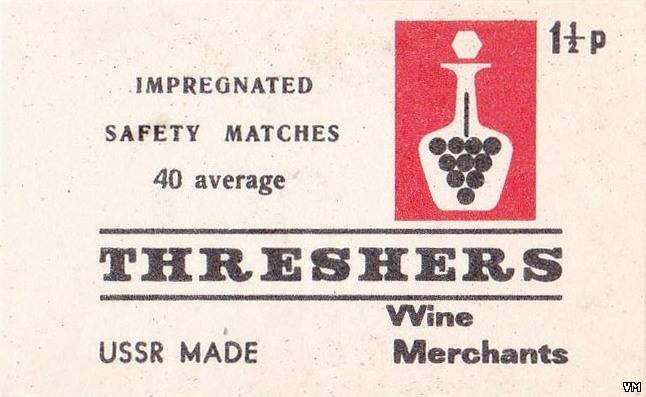 1½p
IMPREGNATED
SAFETY MATCHES
40 average
THRESHERS
Wine
Merchants
USSR MADE
VM